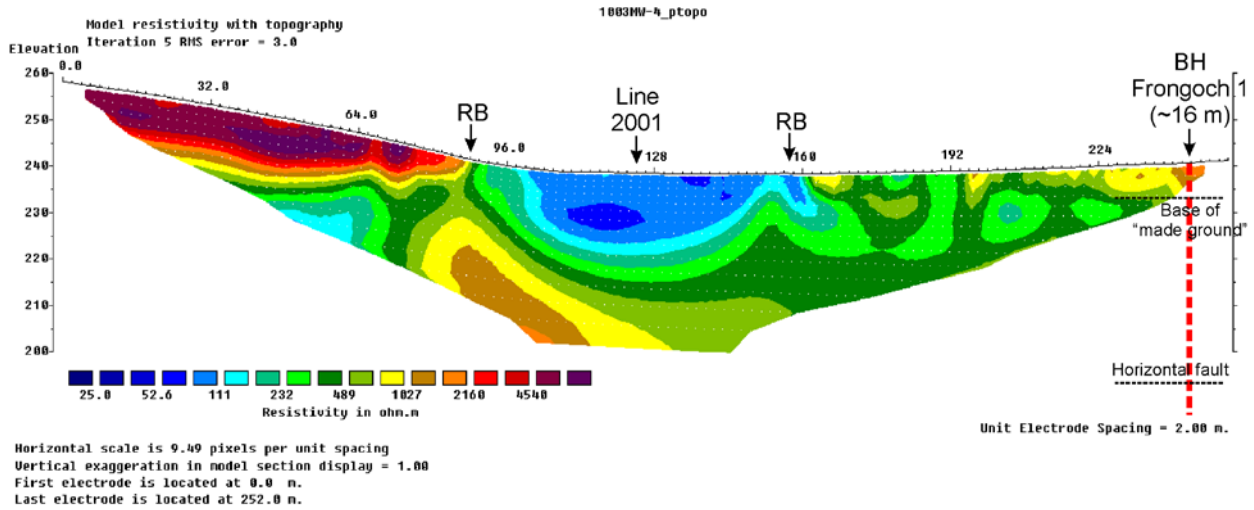 1003MW-4_ptopo
Model resistivity with topography
Iteration 5 RMS error = 3.0
Elevation
0.0
32.0
64.0
96.0
128
160
192
224
RB
Line
2001
RB
BH
Frongoch 1
(~16 m)
260
250
240
230
220
210
200
Base of
"made ground"
Horizontal fault
25.0 52.6 111 232 489 1027 2160 4540
Resistivity in ohm.m
Unit Electrode Spacing = 2.00 m.
Horizontal scale is 9.49 pixels per unit spacing
Vertical exaggeration in model section display = 1.00
First electrode is located at 0.0 m.
Last electrode is located at 252.0 m.